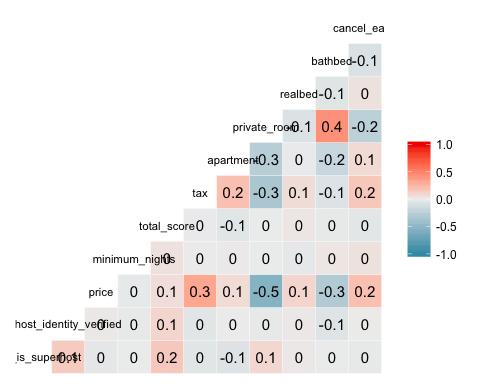 cancel_ea
bathbed -0.1
realbed -0.1 0
private_room -0.1 0.4 -0.2
apartment -0.3 0 -0.2 0.1
tax 0.2 -0.3 0.1 -0.1 0.2
total_score 0 -0.1 0 0 0 0
minimum_nights 0 0 0 0 0 0 0
price 0 0.1 0.3 0.1 -0.5 0.1 -0.3 0.2
host_identity_verified 0 0 0.1 0 0 0 0 -0.1 0
is_superhost 0.1 0 0 0.2 0 -0.1 0.1 0 0 0
1.0
0.5
0.0
-0.5
-1.0